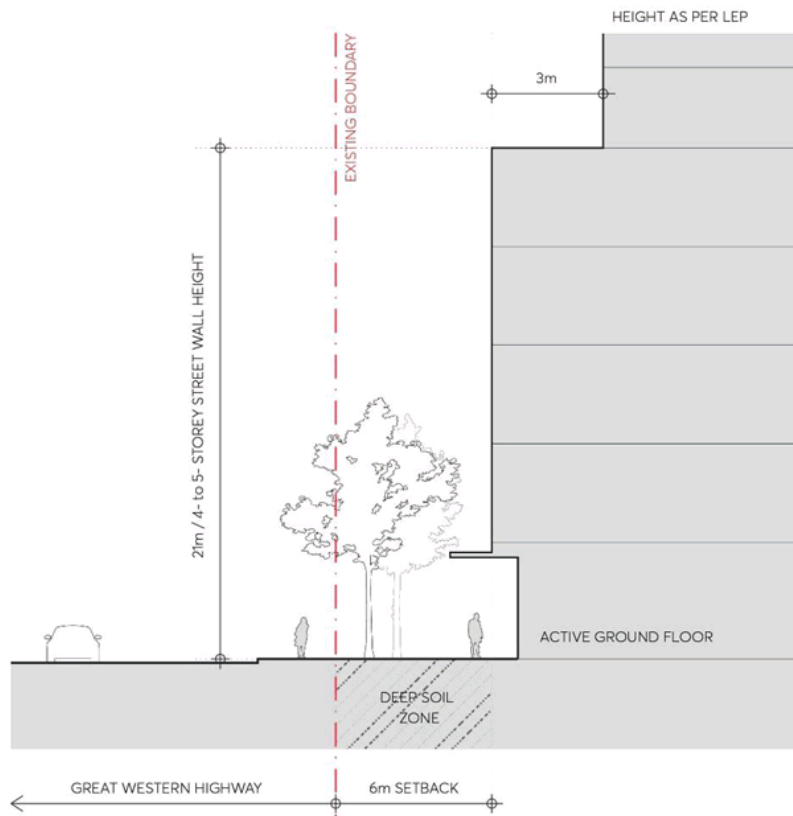 HEIGHT AS PER LEP
EXISTING BOUNDARY
3m
21m / 4- to 5- STOREY STREET WALL HEIGHT
ACTIVE GROUND FLOOR
DEEP SOIL
ZONE
GREAT WESTERN HIGHWAY
6m SETBACK